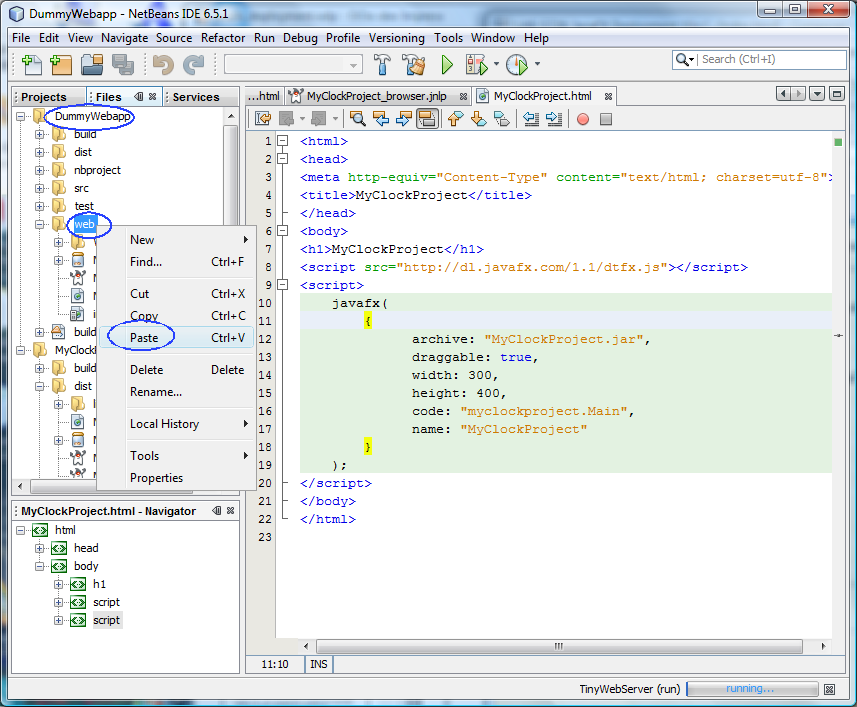 DummyWebapp - NetBeans IDE 6.5.1
File Edit View Navigate Source Refactor Run Debug Profile Versioning Tools Window Help
Search (Ctrl+I)
Projects Files Services
DummyWebapp
build
dist
nbproject
src
test
web
build
MyClock
build
dist
New
Find... Ctrl+F
Cut Ctrl+X
Copy Ctrl+C
Paste Ctrl+V
Delete Delete
Rename...
Local History
Tools
Properties
...html MyClockProject_browser.jnlp MyClockProject.html
1 <html>
2 <head>
3 <meta http-equiv="Content-Type" content="text/html; charset=utf-8">
4 <title>MyClockProject</title>
5 </head>
6 <body>
7 <h1>MyClockProject</h1>
8 <script src="http://dl.javafx.com/1.1/dtfx.js"></script>
9 <script>
10 javafx(
11 {
12 archive: "MyClockProject.jar",
13 draggable: true,
14 width: 300,
15 height: 400,
16 code: "myclockproject.Main",
17 name: "MyClockProject"
18 }
19 );
20 </script>
21 </body>
22 </html>
23
MyClockProject.html - Navigator
html
head
body
h1
script
script
11:10 INS
TinyWebServer (run) running...